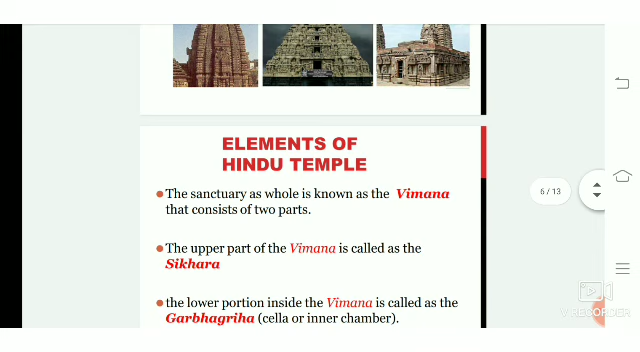 ELEMENTS OF
HINDU TEMPLE
The sanctuary as whole is known as the Vimana
that consists of two parts.
6 / 13
The upper part of the Vimana is called as the
Sikhara
the lower portion inside the Vimana is called as the
Garbhagriha (cella or inner chamber).
V RECORDER